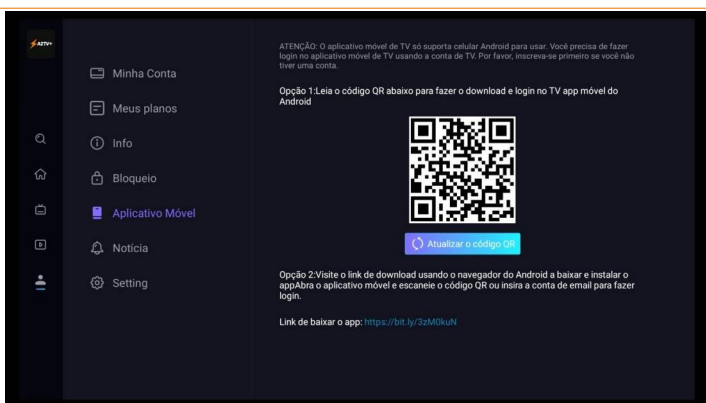 AZTV+
Minha Conta
Meus planos
Info
Bloqueio
Aplicativo Móvel
Notícia
Setting
ATENÇÃO: O aplicativo móvel de TV só suporta celular Android para usar. Você precisa de fazer
login no aplicativo móvel de TV usando a conta de TV. Por favor, inscreva-se primeiro se você não
tiver uma conta.
Opção 1:Leia o código QR abaixo para fazer o download e login no TV app móvel do
Android
Atualizar o código QR
Opção 2:Visite o link de download usando o navegador do Android a baixar e instalar o
appAbra o aplicativo móvel e escaneie o código QR ou insira a conta de email para fazer
login.
Link de baixar o app: https://bit.ly/3zM0kuN